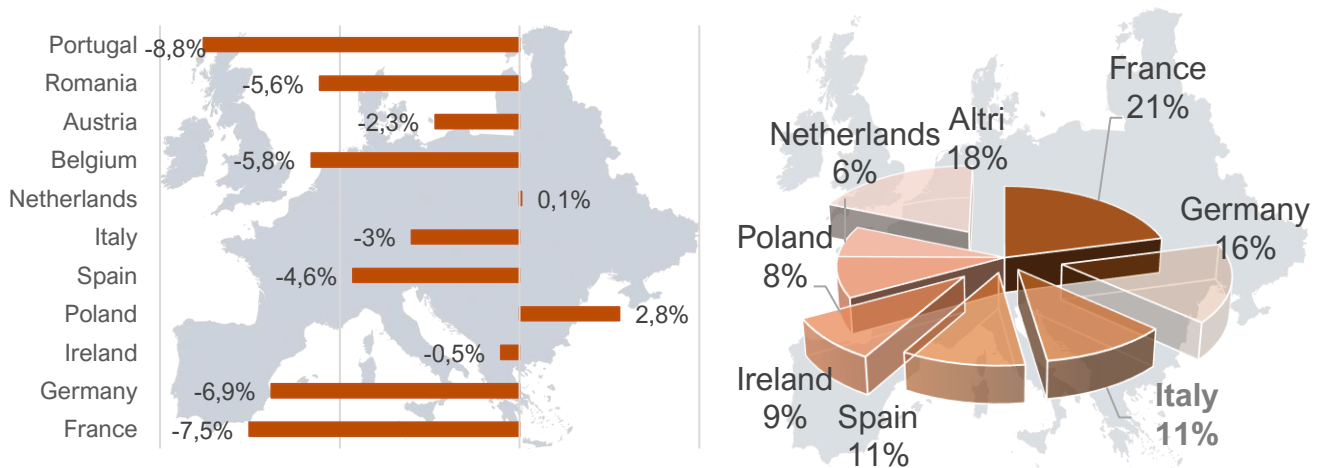 Portugal -8,8%
Romania -5,6%
Austria -2,3%
Belgium -5,8%
Netherlands 0,1%
Italy -3%
Spain -4,6%
Poland 2,8%
Ireland -0,5%
Germany -6,9%
France -7,5%
France
21%
Germany
16%
Italy
11%
Spain
11%
Ireland
9%
Poland
8%
Netherlands
6%
Altri
18%